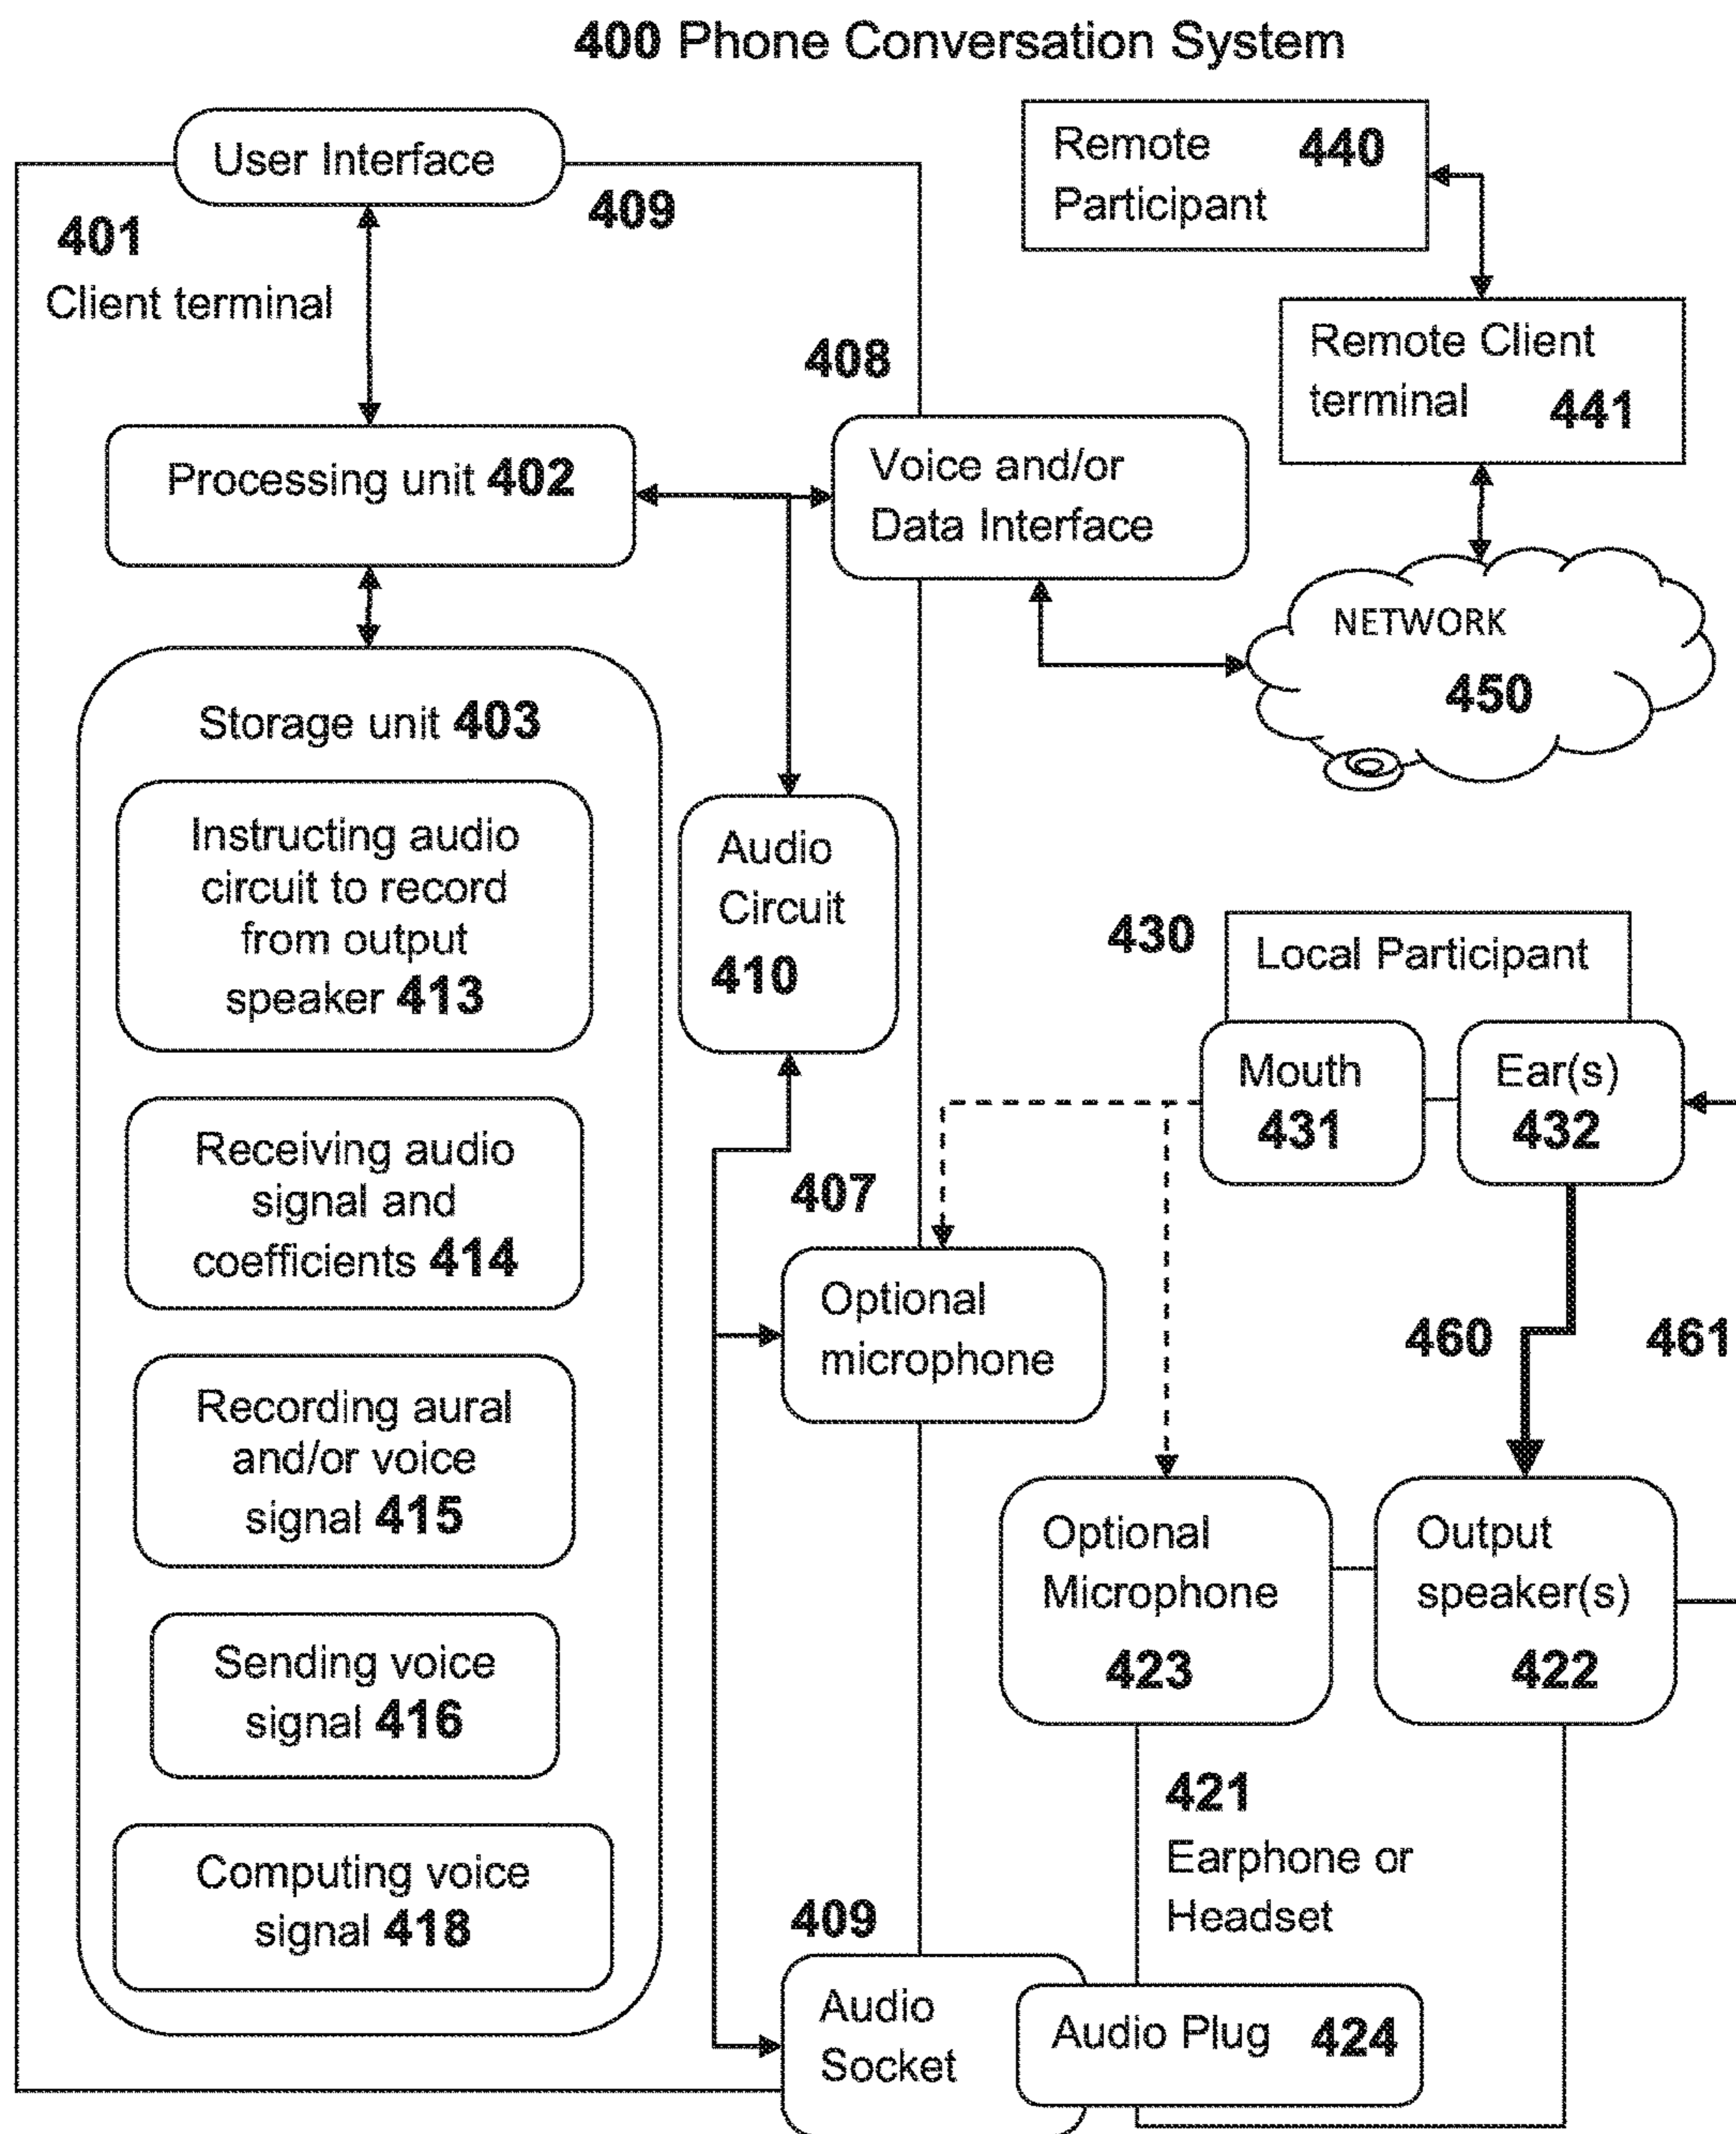 400 Phone Conversation System
User Interface
409
401
Client terminal
Remote 440
Participant
Remote Client
terminal 441
408
Processing unit 402
Voice and/or
Data Interface
NETWORK
450
Storage unit 403
Instructing audio
circuit to record
from output
speaker 413
Audio
Circuit
410
430
Local Participant
Mouth
431
Ear(s)
432
Receiving audio
signal and
coefficients 414
407
Optional
microphone
460
461
Recording aural
and/or voice
signal 415
Optional
Microphone
423
Output
speaker(s)
422
Sending voice
signal 416
421
Earphone or
Headset
Computing voice
signal 418
409
Audio
Socket
Audio Plug 424